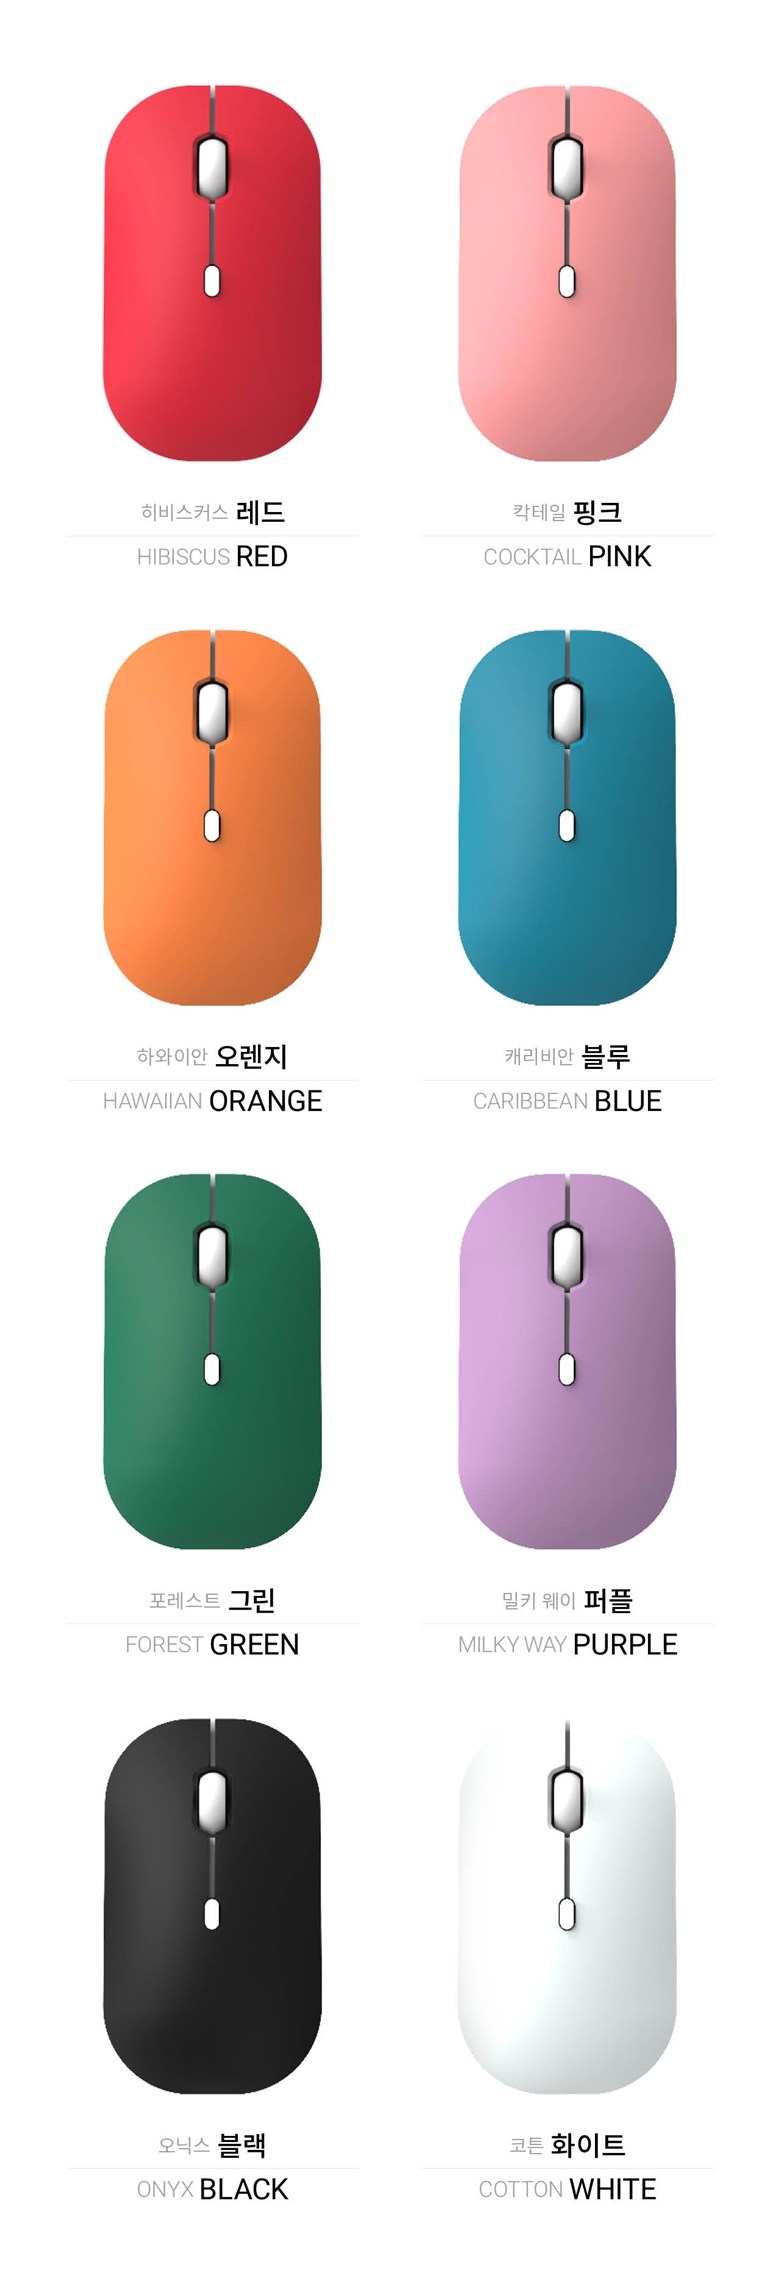 히비스커스 레드
HIBISCUS RED
칵테일 핑크
COCKTAIL PINK
하와이안 오렌지
HAWAIIAN ORANGE
캐리비안 블루
CARIBBEAN BLUE
포레스트 그린
FOREST GREEN
밀키 웨이 퍼플
MILKY WAY PURPLE
오닉스 블랙
ONYX BLACK
코튼 화이트
COTTON WHITE